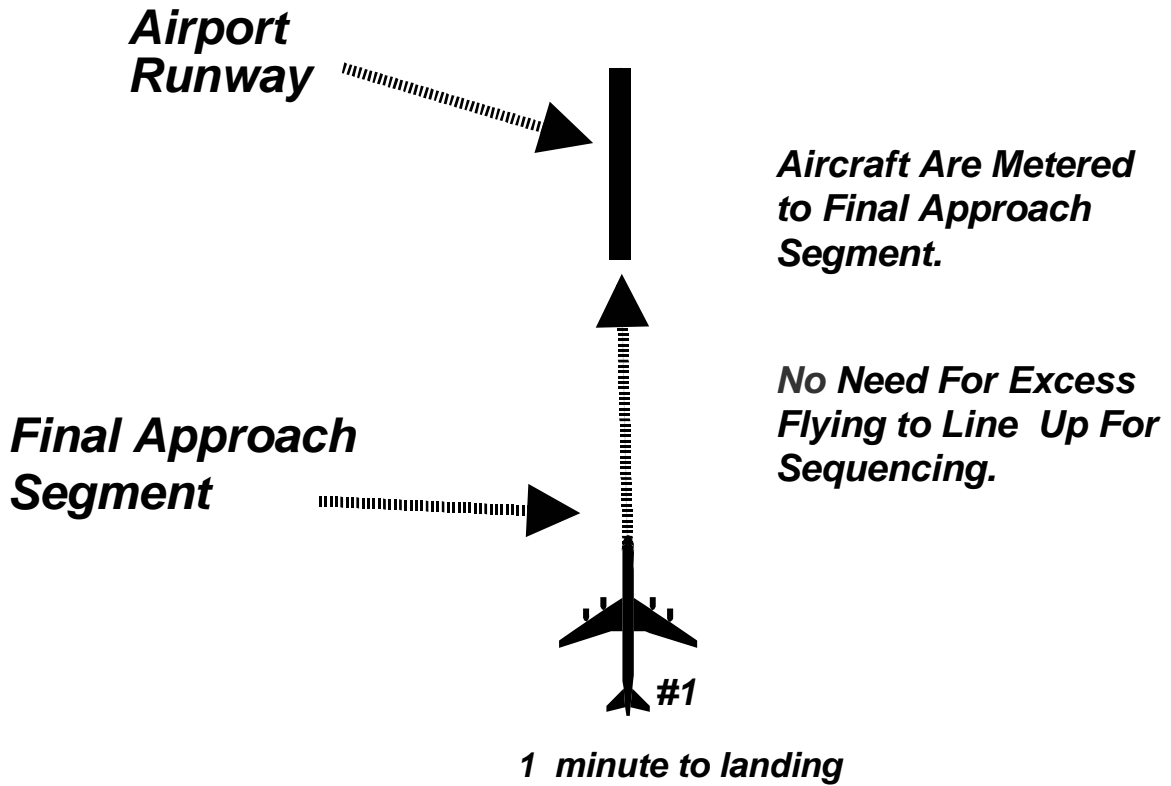 Airport
Runway
Aircraft Are Metered
to Final Approach
Segment.
No Need For Excess
Flying to Line Up For
Sequencing.
Final Approach
Segment
#1
1 minute to landing